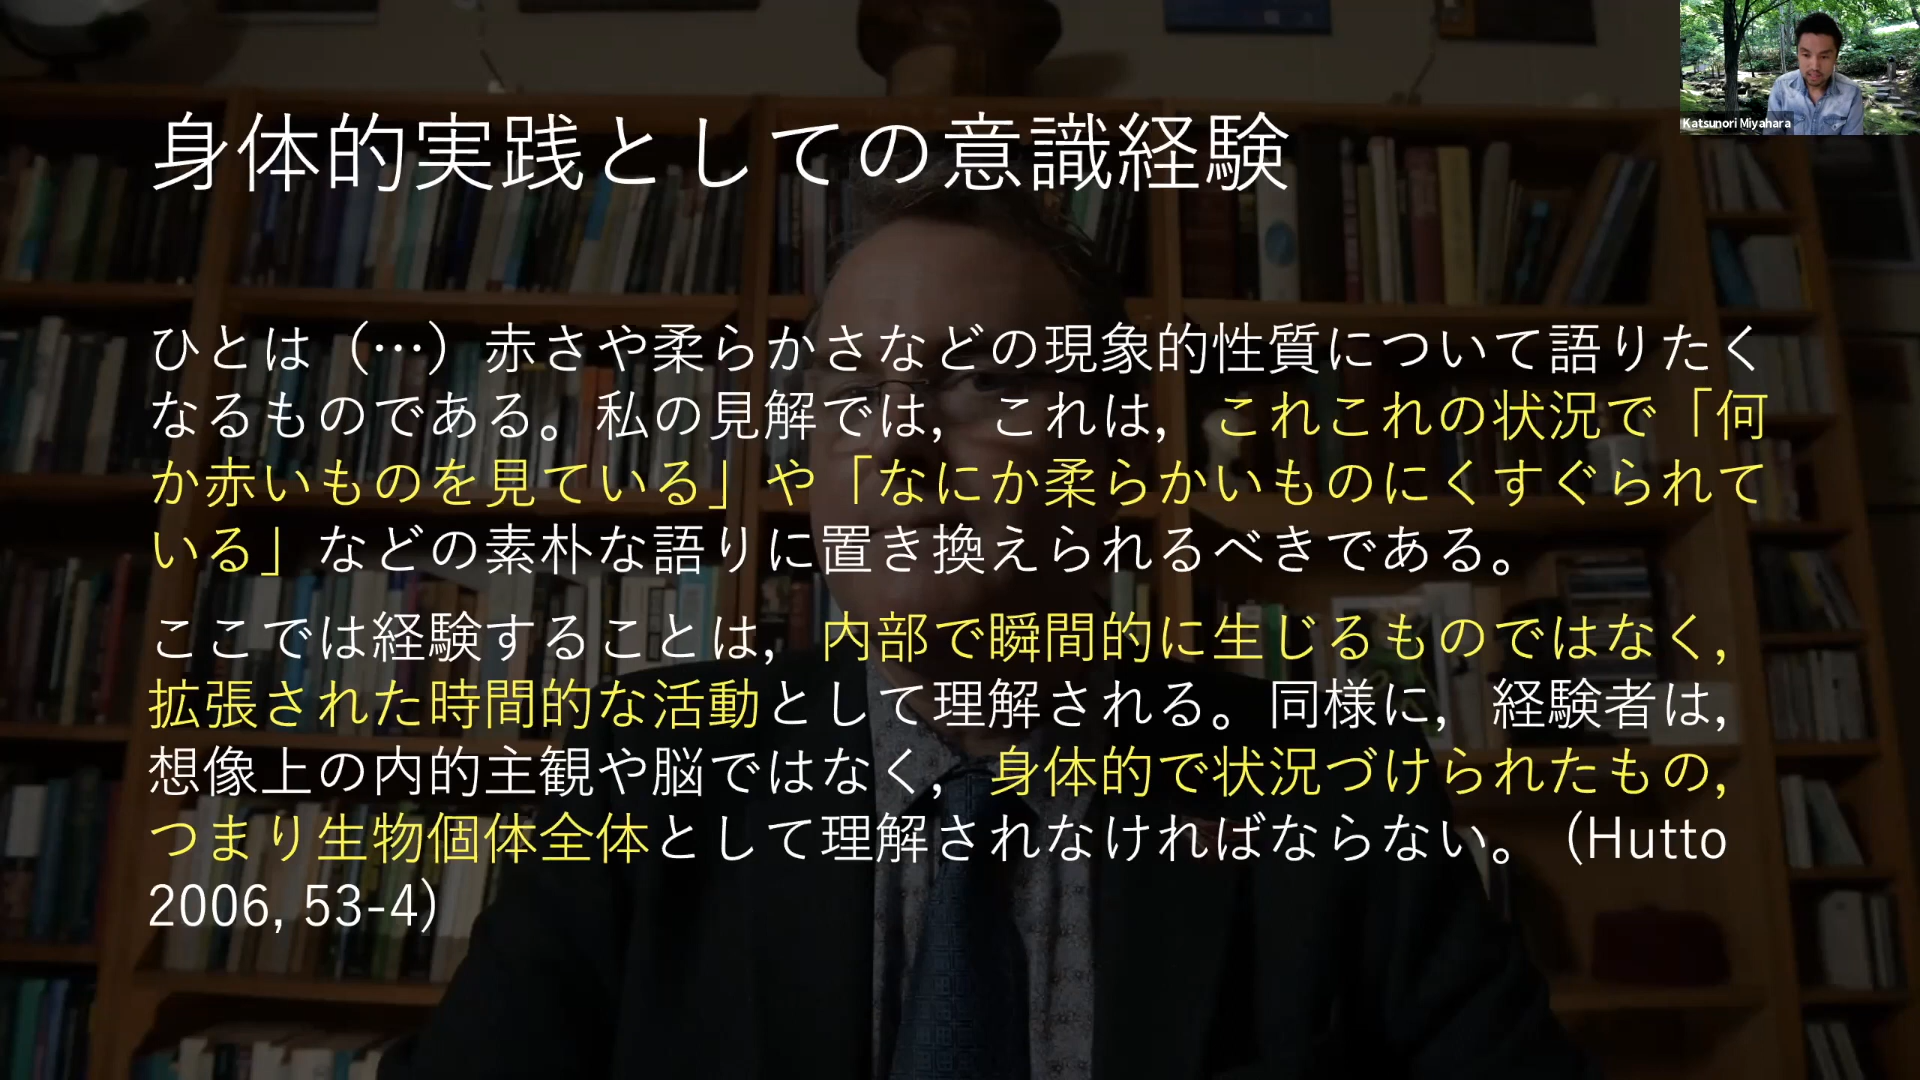 身体的実践としての意識経験
Katsunori Miyahara
ひとは（…）赤さや柔らかさなどの現象的性質について語りたく
なるものである。私の見解では，これは，これこれの状況で「何
か赤いものを見ている」や「なにか柔らかいものにくすぐられて
いる」などの素朴な語りに置き換えられるべきである。
ここでは経験することは，内部で瞬間的に生じるものではなく，
拡張された時間的な活動として理解される。同様に，経験者は，
想像上の内的主観や脳ではなく，身体的で状況づけられたもの，
つまり生物個体全体として理解されなければならない。（Hutto
2006, 53-4）